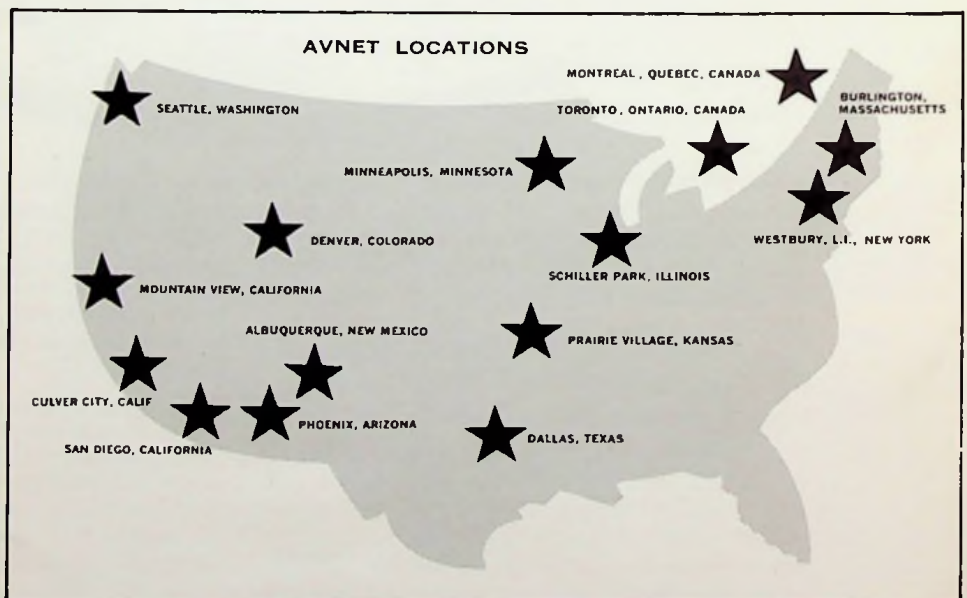 AVNET LOCATIONS
MONTREAL, QUEBEC, CANADA
SEATTLE, WASHINGTON
TORONTO, ONTARIO, CANADA
BURLINGTON,
MASSACHUSETTS
MINNEAPOLIS, MINNESOTA
DENVER, COLORADO
WESTBURY, L.I., NEW YORK
SCHILLER PARK, ILLINOIS
MOUNTAIN VIEW, CALIFORNIA
ALBUQUERQUE, NEW MEXICO
PRAIRIE VILLAGE, KANSAS
CULVER CITY, CALIF
PHOENIX, ARIZONA
SAN DIEGO, CALIFORNIA
DALLAS, TEXAS